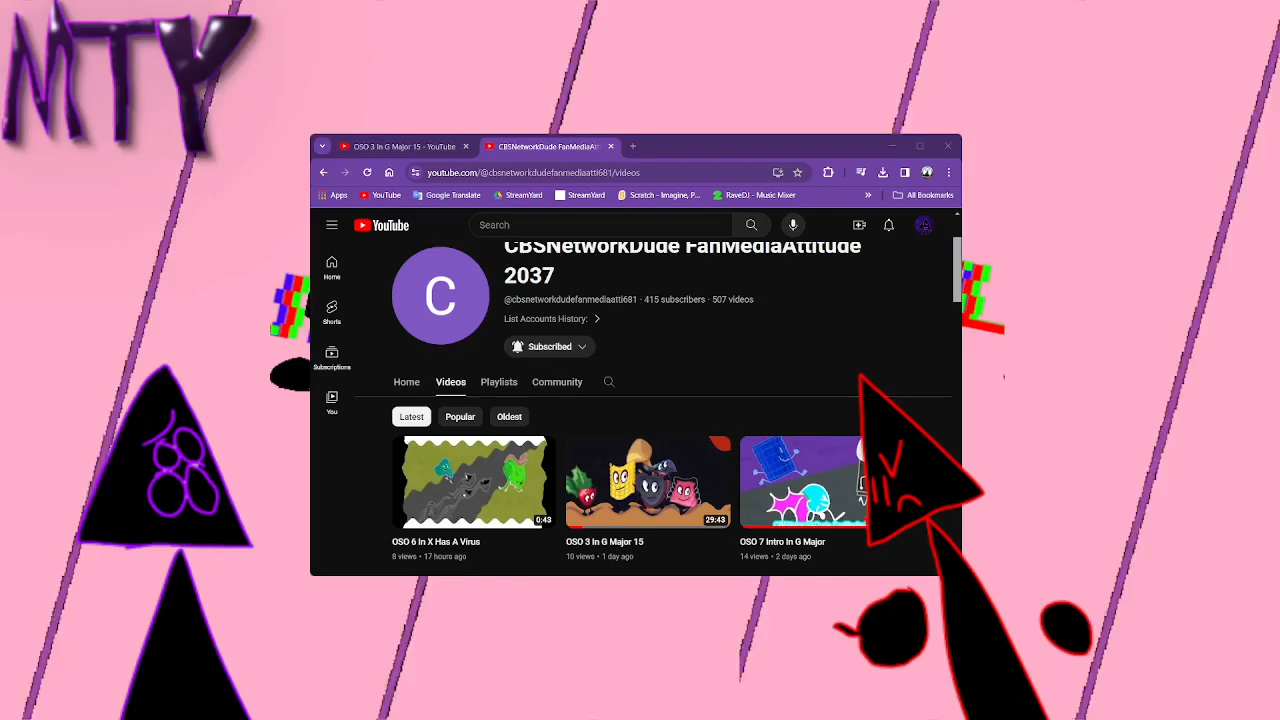 MTY
OSO 3 In G Major 15 - YouTube
CBSNetworkDude FanMediaAtt
youtube.com/@cbsnetworkdudefanmediaatti681/videos
Apps YouTube Google Translate StreamYard StreamYard Scratch - Imagine, P... RaveDJ - Music Mixer » All Bookmarks
YouTube
Search
CBSNetworkDude FanMediaAttitude
2037
@cbsnetworkdudefanmediaatti681 · 415 subscribers · 507 videos
List Accounts History:
Subscribed
Home
Shorts
Subscriptions
You
C
Home Videos Playlists Community
Latest Popular Oldest
0:43 29:43
OSO 6 In X Has A Virus OSO 3 In G Major 15 OSO 7 Intro In G Major
8 views · 17 hours ago 10 views · 1 day ago 14 views · 2 days ago